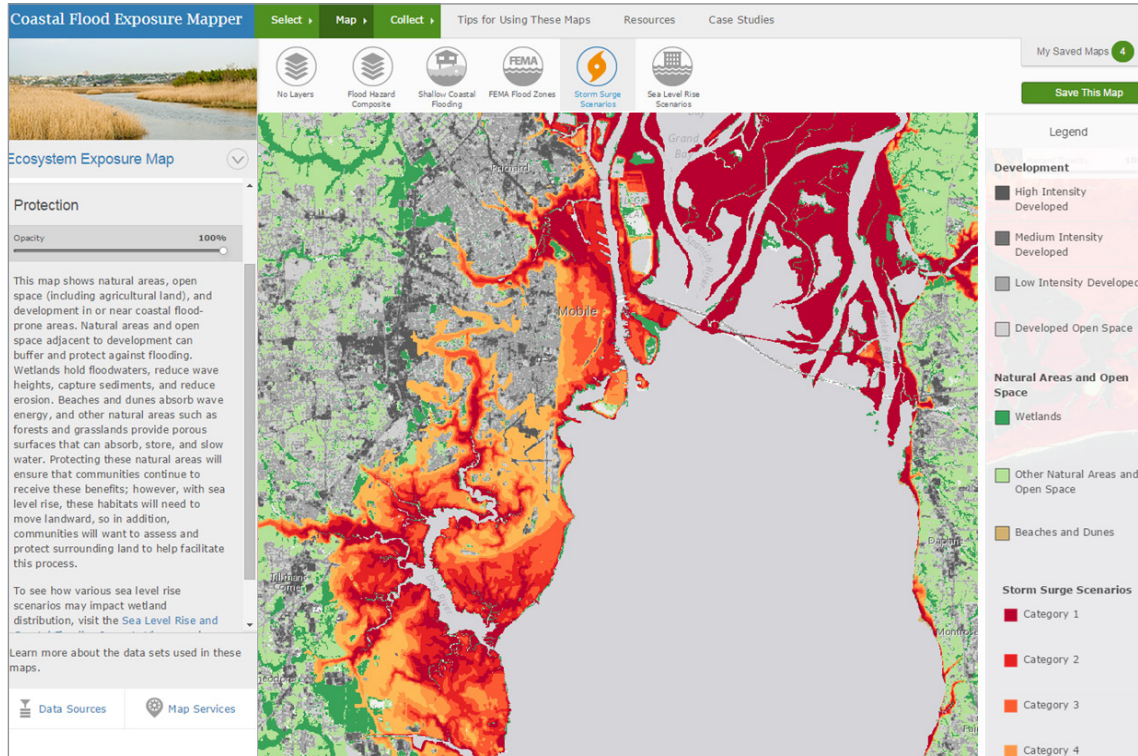 Coastal Flood Exposure Mapper
Select
Map
Collect
Tips for Using These Maps
Resources
Case Studies
No Layers
Flood Hazard
Composite
Shallow Coastal
Flooding
FEMA
FEMA Flood Zones
Storm Surge
Scenarios
Sea Level Rise
Scenarios
My Saved Maps 4
Save This Map
Ecosystem Exposure Map
Protection
Opacity 100%
This map shows natural areas, open
space (including agricultural land), and
development in or near coastal flood-
prone areas. Natural areas and open
space adjacent to development can
buffer and protect against flooding.
Wetlands hold floodwaters, reduce wave
heights, capture sediments, and reduce
erosion. Beaches and dunes absorb wave
energy, and other natural areas such as
forests and grasslands provide porous
surfaces that can absorb, store, and slow
water. Protecting these natural areas will
ensure that communities continue to
receive these benefits; however, with sea
level rise, these habitats will need to
move landward, so in addition,
communities will want to assess and
protect surrounding land to help facilitate
this process.
To see how various sea level rise
scenarios may impact wetland
distribution, visit the Sea Level Rise and
Learn more about the data sets used in these
maps.
Data Sources
Map Services
Grand
Bay
Mobile
Daphne
Montrose
Legend
Development
High Intensity
Developed
Medium Intensity
Developed
Low Intensity Developed
Developed Open Space
Natural Areas and Open
Space
Wetlands
Other Natural Areas and
Open Space
Beaches and Dunes
Storm Surge Scenarios
Category 1
Category 2
Category 3
Category 4